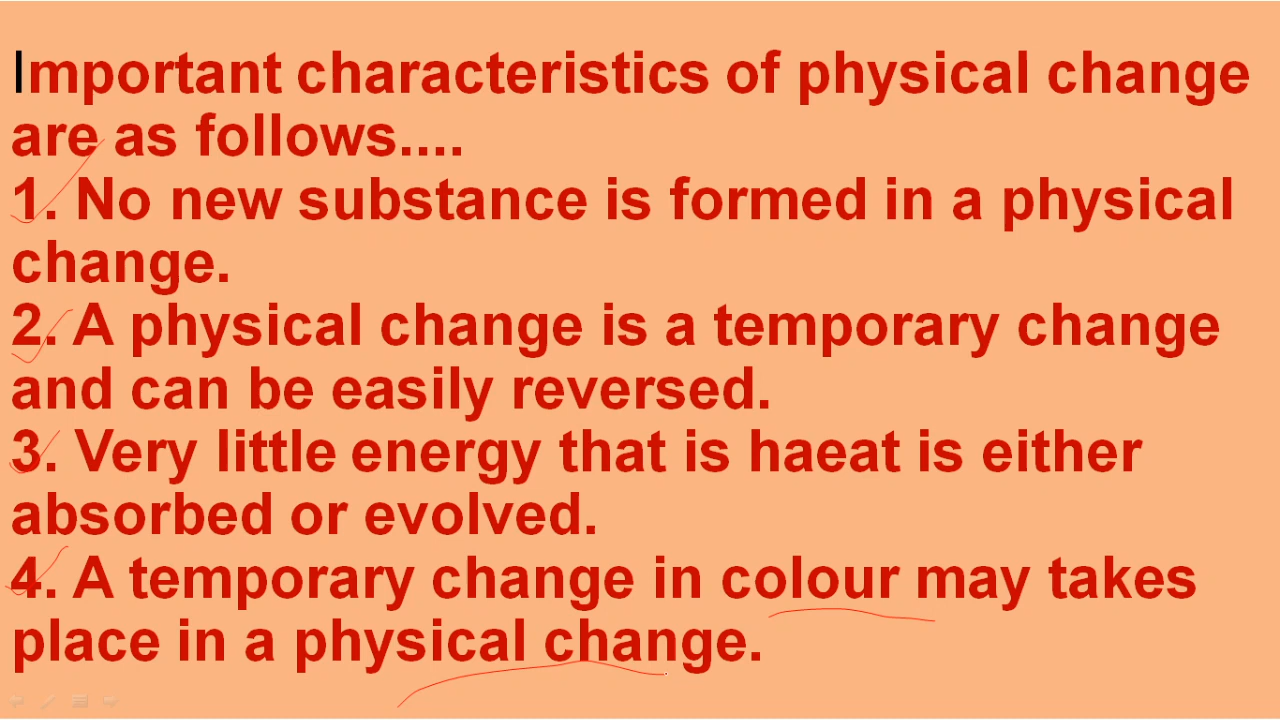 Important characteristics of physical change
are as follows....
1. No new substance is formed in a physical
change.
2. A physical change is a temporary change
and can be easily reversed.
3. Very little energy that is haeat is either
absorbed or evolved.
4. A temporary change in colour may takes
place in a physical change.